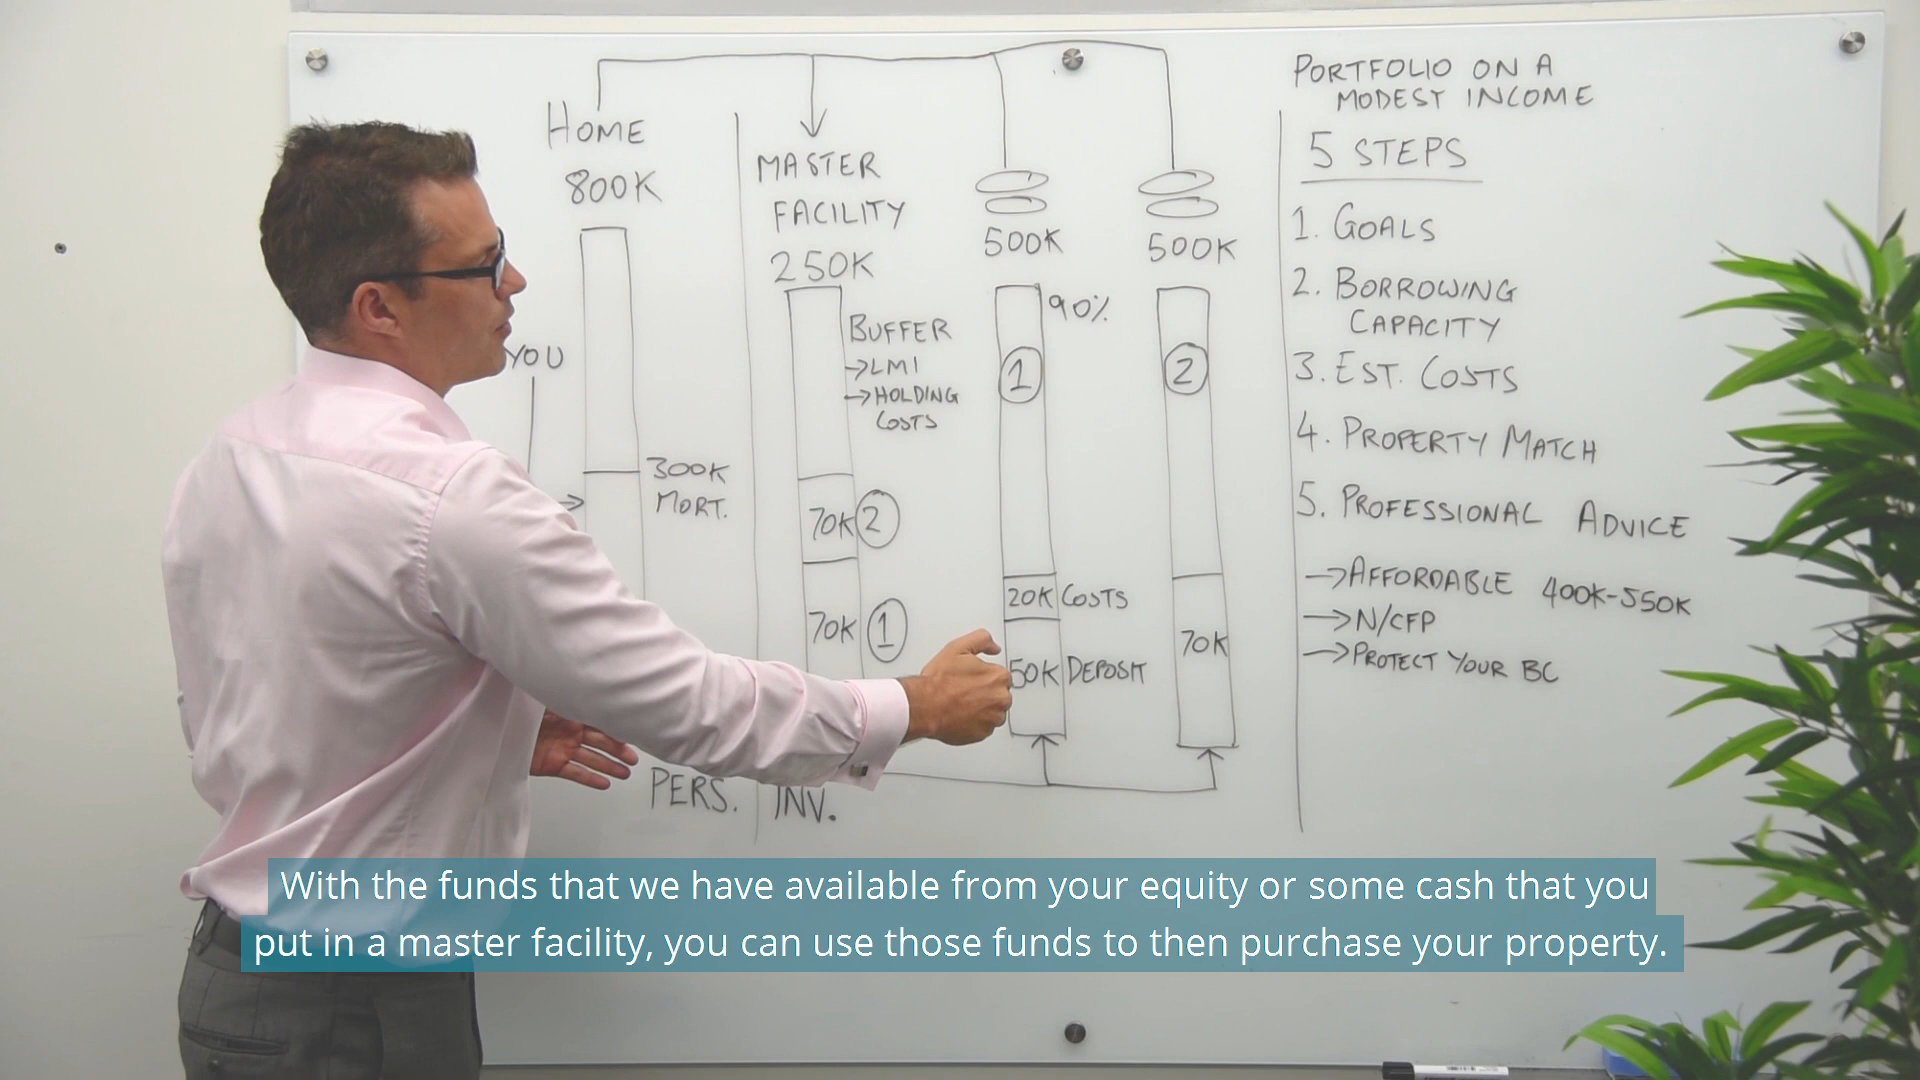 HOME
800K
YOU
300K
MORT.
PERS.
MASTER
FACILITY
250K
BUFFER
→LMI
→HOLDING
COSTS
70K 2
70K 1
INV.
500K
90%
1
20K COSTS
50K DEPOSIT
500K
2
70K
PORTFOLIO ON A
MODEST INCOME
5 STEPS
1. GOALS
2. BORROWING
CAPACITY
3. EST. COSTS
4. PROPERTY MATCH
5. PROFESSIONAL ADVICE
→AFFORDABLE 400K-550K
→N/CFP
→PROTECT YOUR BC
With the funds that we have available from your equity or some cash that you
put in a master facility, you can use those funds to then purchase your property.